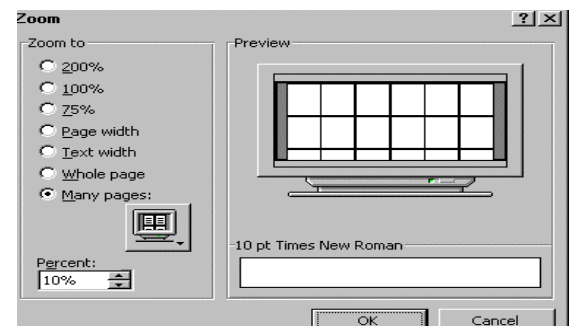 Zoom
Zoom to
200%
100%
75%
Page width
Text width
Whole page
Many pages:
Percent:
10%
Preview
10 pt Times New Roman
OK
Cancel